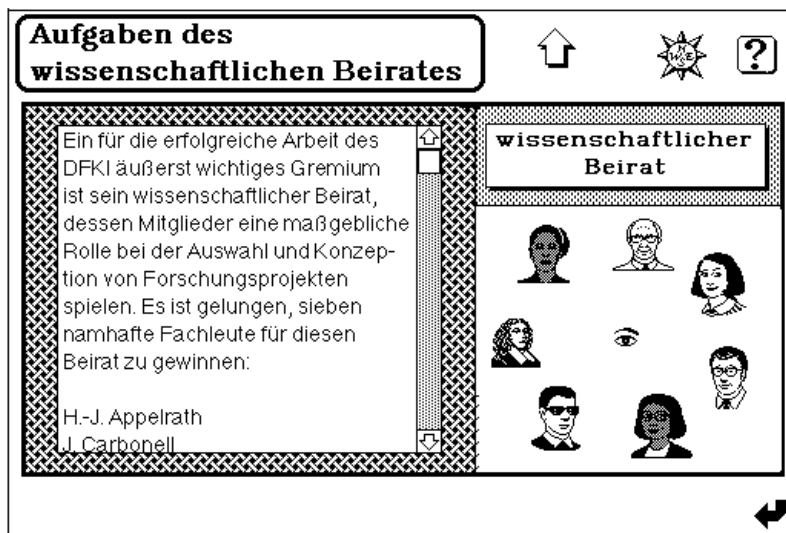 Aufgaben des
wissenschaftlichen Beirates
N
W E
S
?
Ein für die erfolgreiche Arbeit des
DFKI äußerst wichtiges Gremium
ist sein wissenschaftlicher Beirat,
dessen Mitglieder eine maßgebliche
Rolle bei der Auswahl und Konzep-
tion von Forschungsprojekten
spielen. Es ist gelungen, sieben
namhafte Fachleute für diesen
Beirat zu gewinnen:
H.-J. Appelrath
J. Carbonell
wissenschaftlicher
Beirat